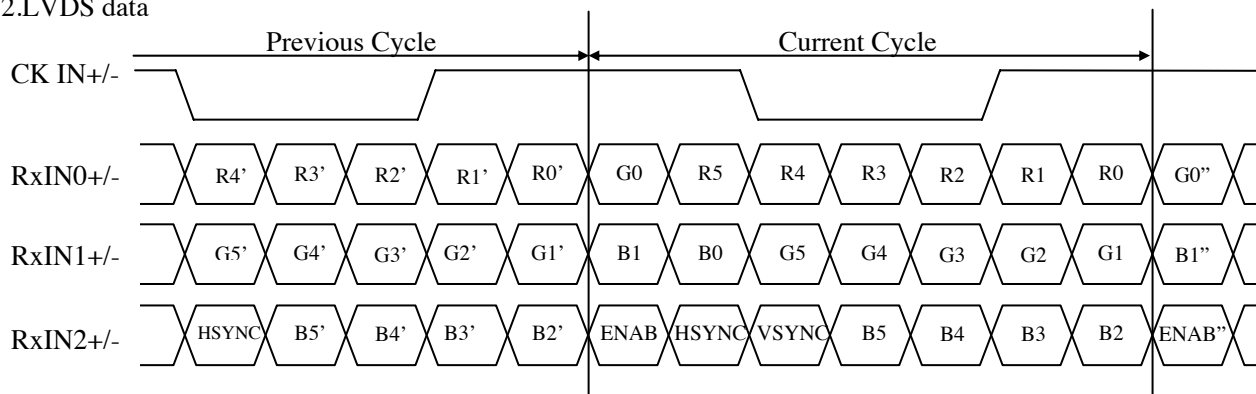 2.LVDS data
Previous Cycle Current Cycle
CK IN+/-
RxIN0+/- R4’ R3’ R2’ R1’ R0’ G0 R5 R4 R3 R2 R1 R0 G0”
RxIN1+/- G5’ G4’ G3’ G2’ G1’ B1 B0 G5 G4 G3 G2 G1 B1”
RxIN2+/- HSYNC B5’ B4’ B3’ B2’ ENAB HSYNC VSYNC B5 B4 B3 B2 ENAB”